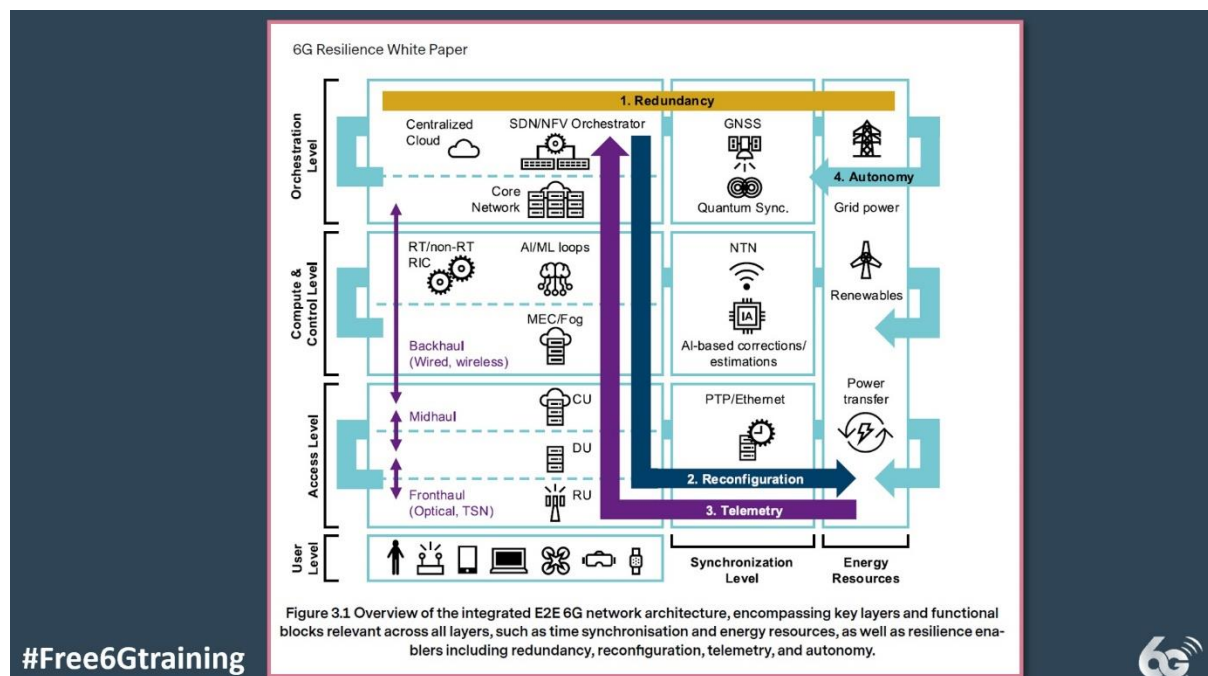 6G Resilience White Paper
Orchestration
Level
1. Redundancy
Centralized
Cloud
SDN/NFV Orchestrator
Core
Network
GNSS
Quantum Sync.
4. Autonomy
Grid power
Compute &
Control Level
RT/non-RT
RIC
AI/ML loops
MEC/Fog
Backhaul
(Wired, wireless)
NTN
IA
AI-based corrections/
estimations
Renewables
Access Level
Midhaul
CU
DU
Fronthaul
(Optical, TSN)
RU
PTP/Ethernet
Power
transfer
2. Reconfiguration
3. Telemetry
User
Level
Synchronization
Level
Energy
Resources
Figure 3.1 Overview of the integrated E2E 6G network architecture, encompassing key layers and functional
blocks relevant across all layers, such as time synchronisation and energy resources, as well as resilience ena-
blers including redundancy, reconfiguration, telemetry, and autonomy.
#Free6Gtraining
6G